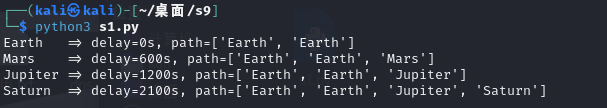 ┌──(kali㉿kali)-[~/桌面/s9]
└─$ python3 s1.py
Earth   => delay=0s, path=['Earth', 'Earth']
Mars    => delay=600s, path=['Earth', 'Earth', 'Mars']
Jupiter => delay=1200s, path=['Earth', 'Earth', 'Jupiter']
Saturn  => delay=2100s, path=['Earth', 'Earth', 'Jupiter', 'Saturn']